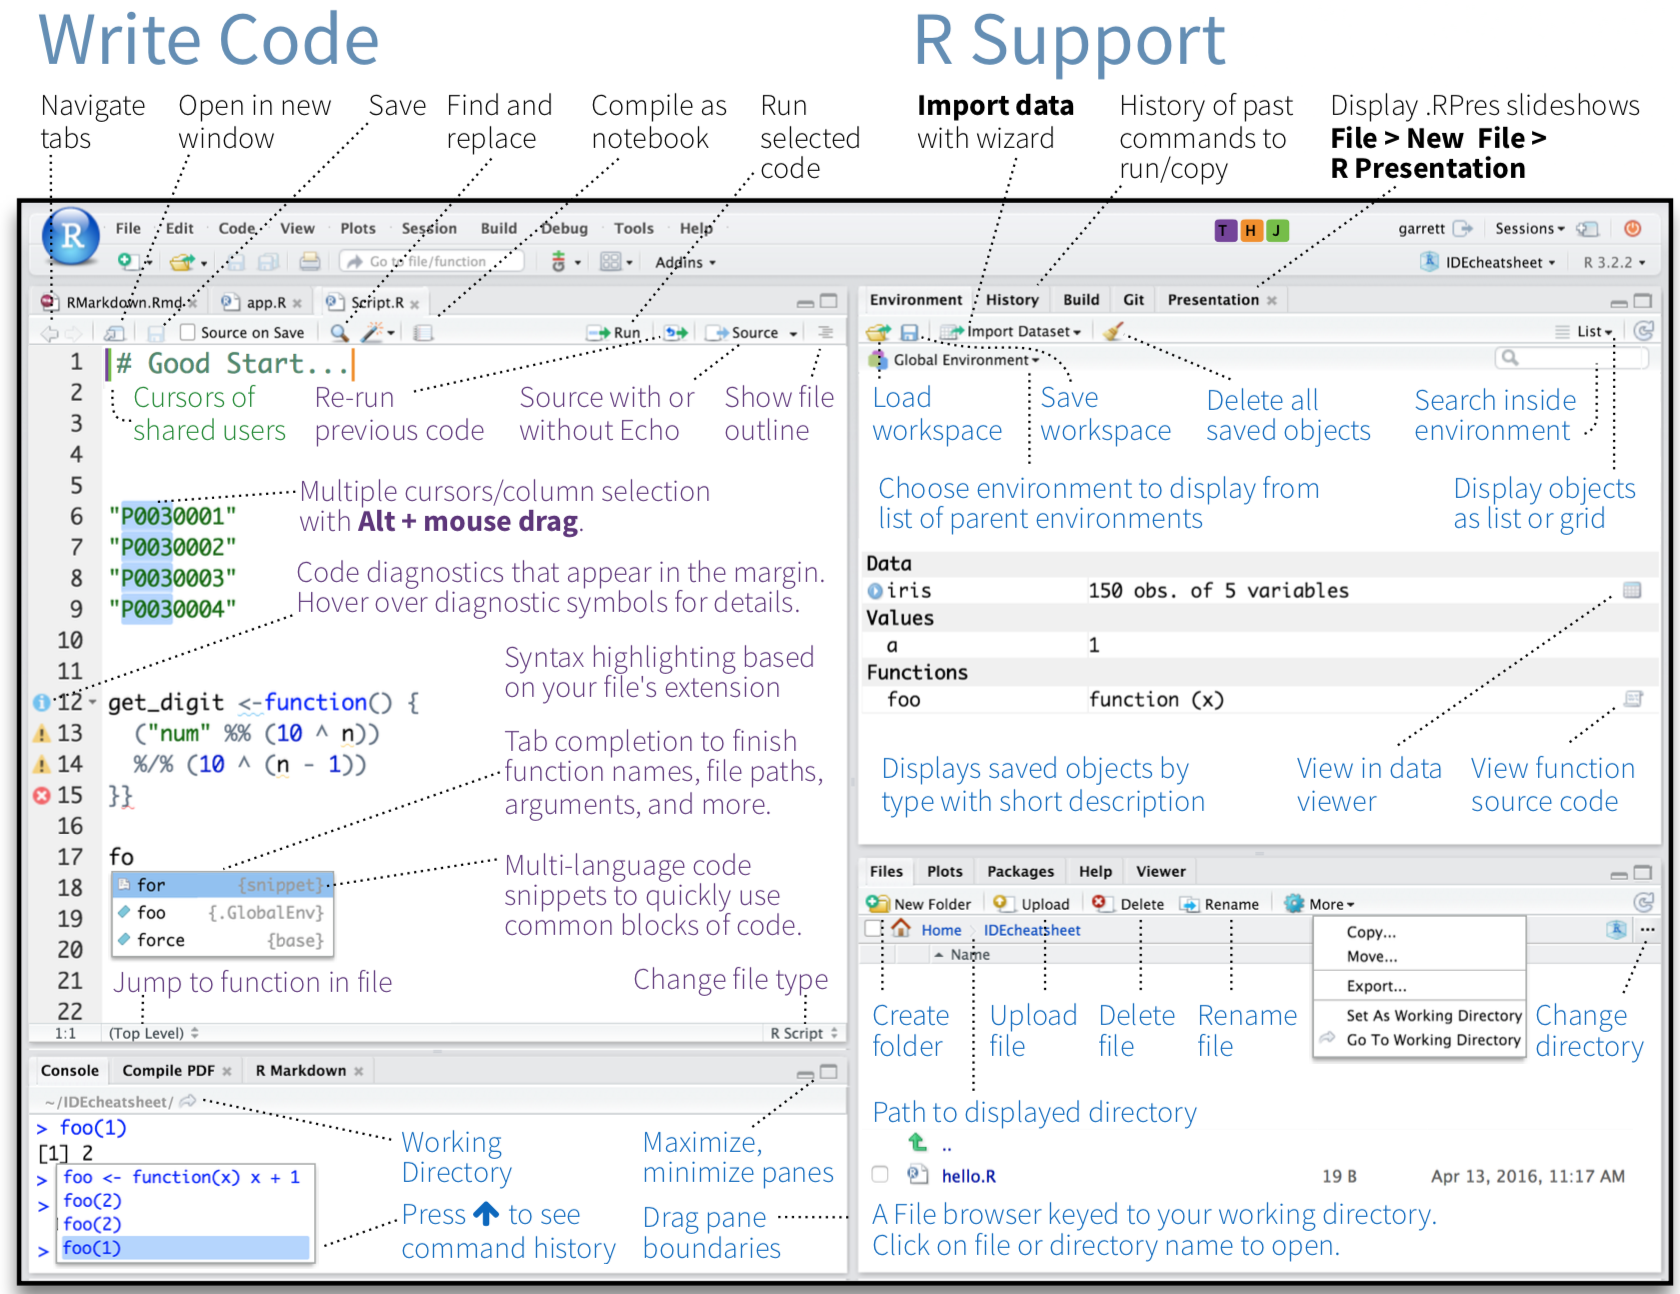 Write Code
R Support
Navigate tabs
Open in new window
Save
Find and replace
Compile as notebook
Run selected code
Import data with wizard
History of past commands to run/copy
Display .RPres slideshows
File > New File >
R Presentation
R
File Edit Code View Plots Session Build Debug Tools Help
T H J
garrett Sessions
Go to file/function
Addins
IDEcheatsheet R 3.2.2
RMarkdown.Rmd app.R Script.R
Source on Save Run Source
1 # Good Start...
2
Cursors of shared users
Re-run previous code
Source with or without Echo
Show file outline
3
4
5
Multiple cursors/column selection
with Alt + mouse drag.
6 "P0030001"
7 "P0030002"
8 "P0030003"
9 "P0030004"
Code diagnostics that appear in the margin.
Hover over diagnostic symbols for details.
10
11
Syntax highlighting based
on your file's extension
12 get_digit <-function() {
13 ("num" %% (10 ^ n))
14 %/% (10 ^ (n - 1))
15 }}
Tab completion to finish
function names, file paths,
arguments, and more.
16
17 fo
18
19
20
for {snippet}
foo {.GlobalEnv}
force {base}
Multi-language code
snippets to quickly use
common blocks of code.
21
Jump to function in file
Change file type
22
1:1 (Top Level) R Script
Console Compile PDF R Markdown
~/IDEcheatsheet/
> foo(1)
[1] 2
>
>
>
foo <- function(x) x + 1
foo(2)
foo(2)
foo(1)
Working
Directory
Maximize,
minimize panes
Press to see
command history
Drag pane
boundaries
Environment History Build Git Presentation
Import Dataset List
Global Environment
Load
workspace
Save
workspace
Delete all
saved objects
Search inside
environment
Choose environment to display from
list of parent environments
Display objects
as list or grid
Data
iris 150 obs. of 5 variables
Values
a 1
Functions
foo function (x)
Displays saved objects by
type with short description
View in data
viewer
View function
source code
Files Plots Packages Help Viewer
New Folder Upload Delete Rename More
Home IDEcheatsheet ...
Name
Copy...
Move...
Export...
Set As Working Directory
Go To Working Directory
Create
folder
Upload
file
Delete
file
Rename
file
Change
directory
Path to displayed directory
..
hello.R 19 B Apr 13, 2016, 11:17 AM
A File browser keyed to your working directory.
Click on file or directory name to open.